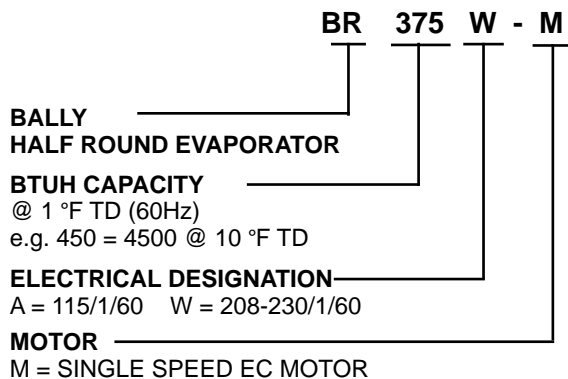 BR 375 W - M
BALLY
HALF ROUND EVAPORATOR
BTUH CAPACITY
@ 1 °F TD (60Hz)
e.g. 450 = 4500 @ 10 °F TD
ELECTRICAL DESIGNATION
A = 115/1/60 W = 208-230/1/60
MOTOR
M = SINGLE SPEED EC MOTOR